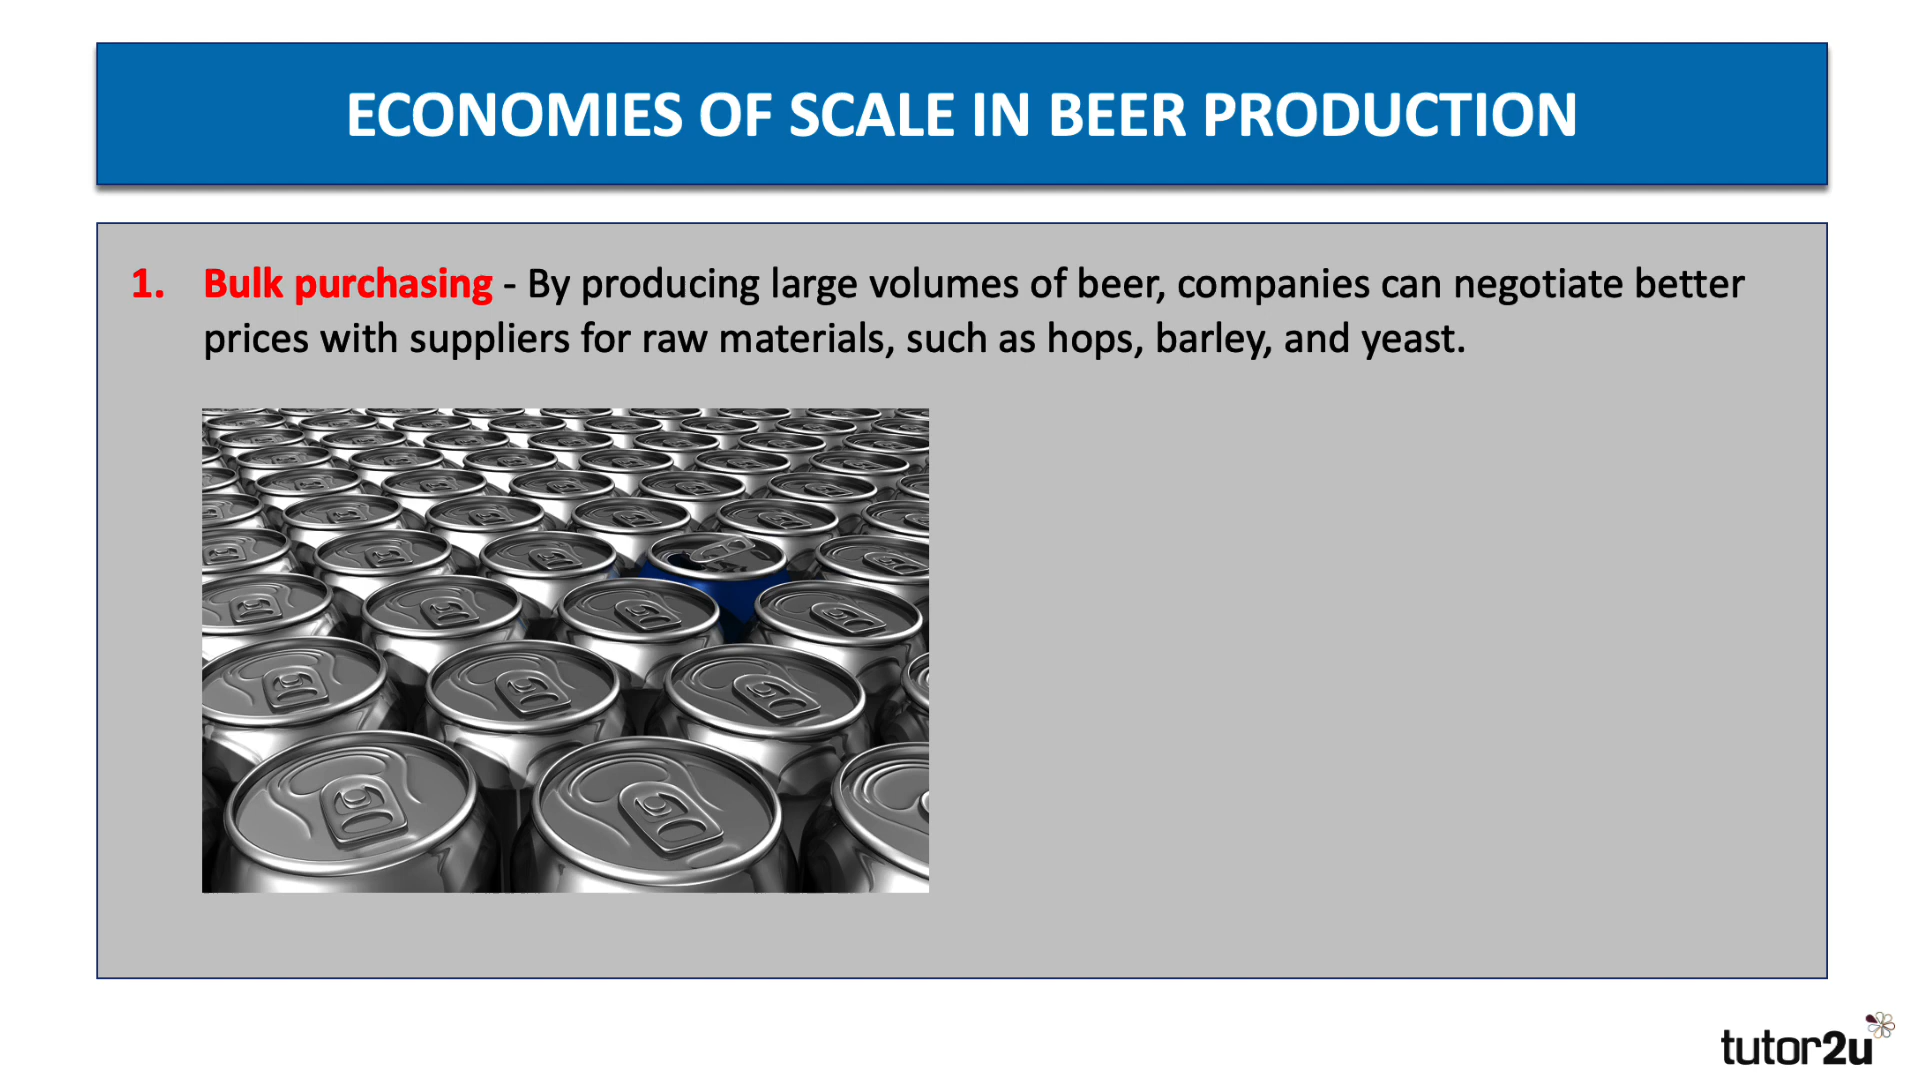 ECONOMIES OF SCALE IN BEER PRODUCTION
1. Bulk purchasing - By producing large volumes of beer, companies can negotiate better
prices with suppliers for raw materials, such as hops, barley, and yeast.
tutor2u